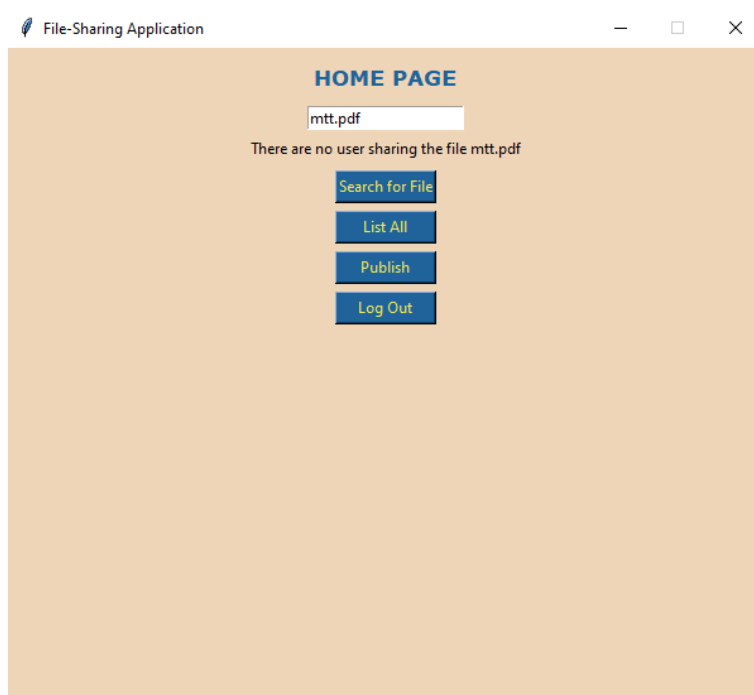 File-Sharing Application
HOME PAGE
mtt.pdf
There are no user sharing the file mtt.pdf
Search for File
List All
Publish
Log Out